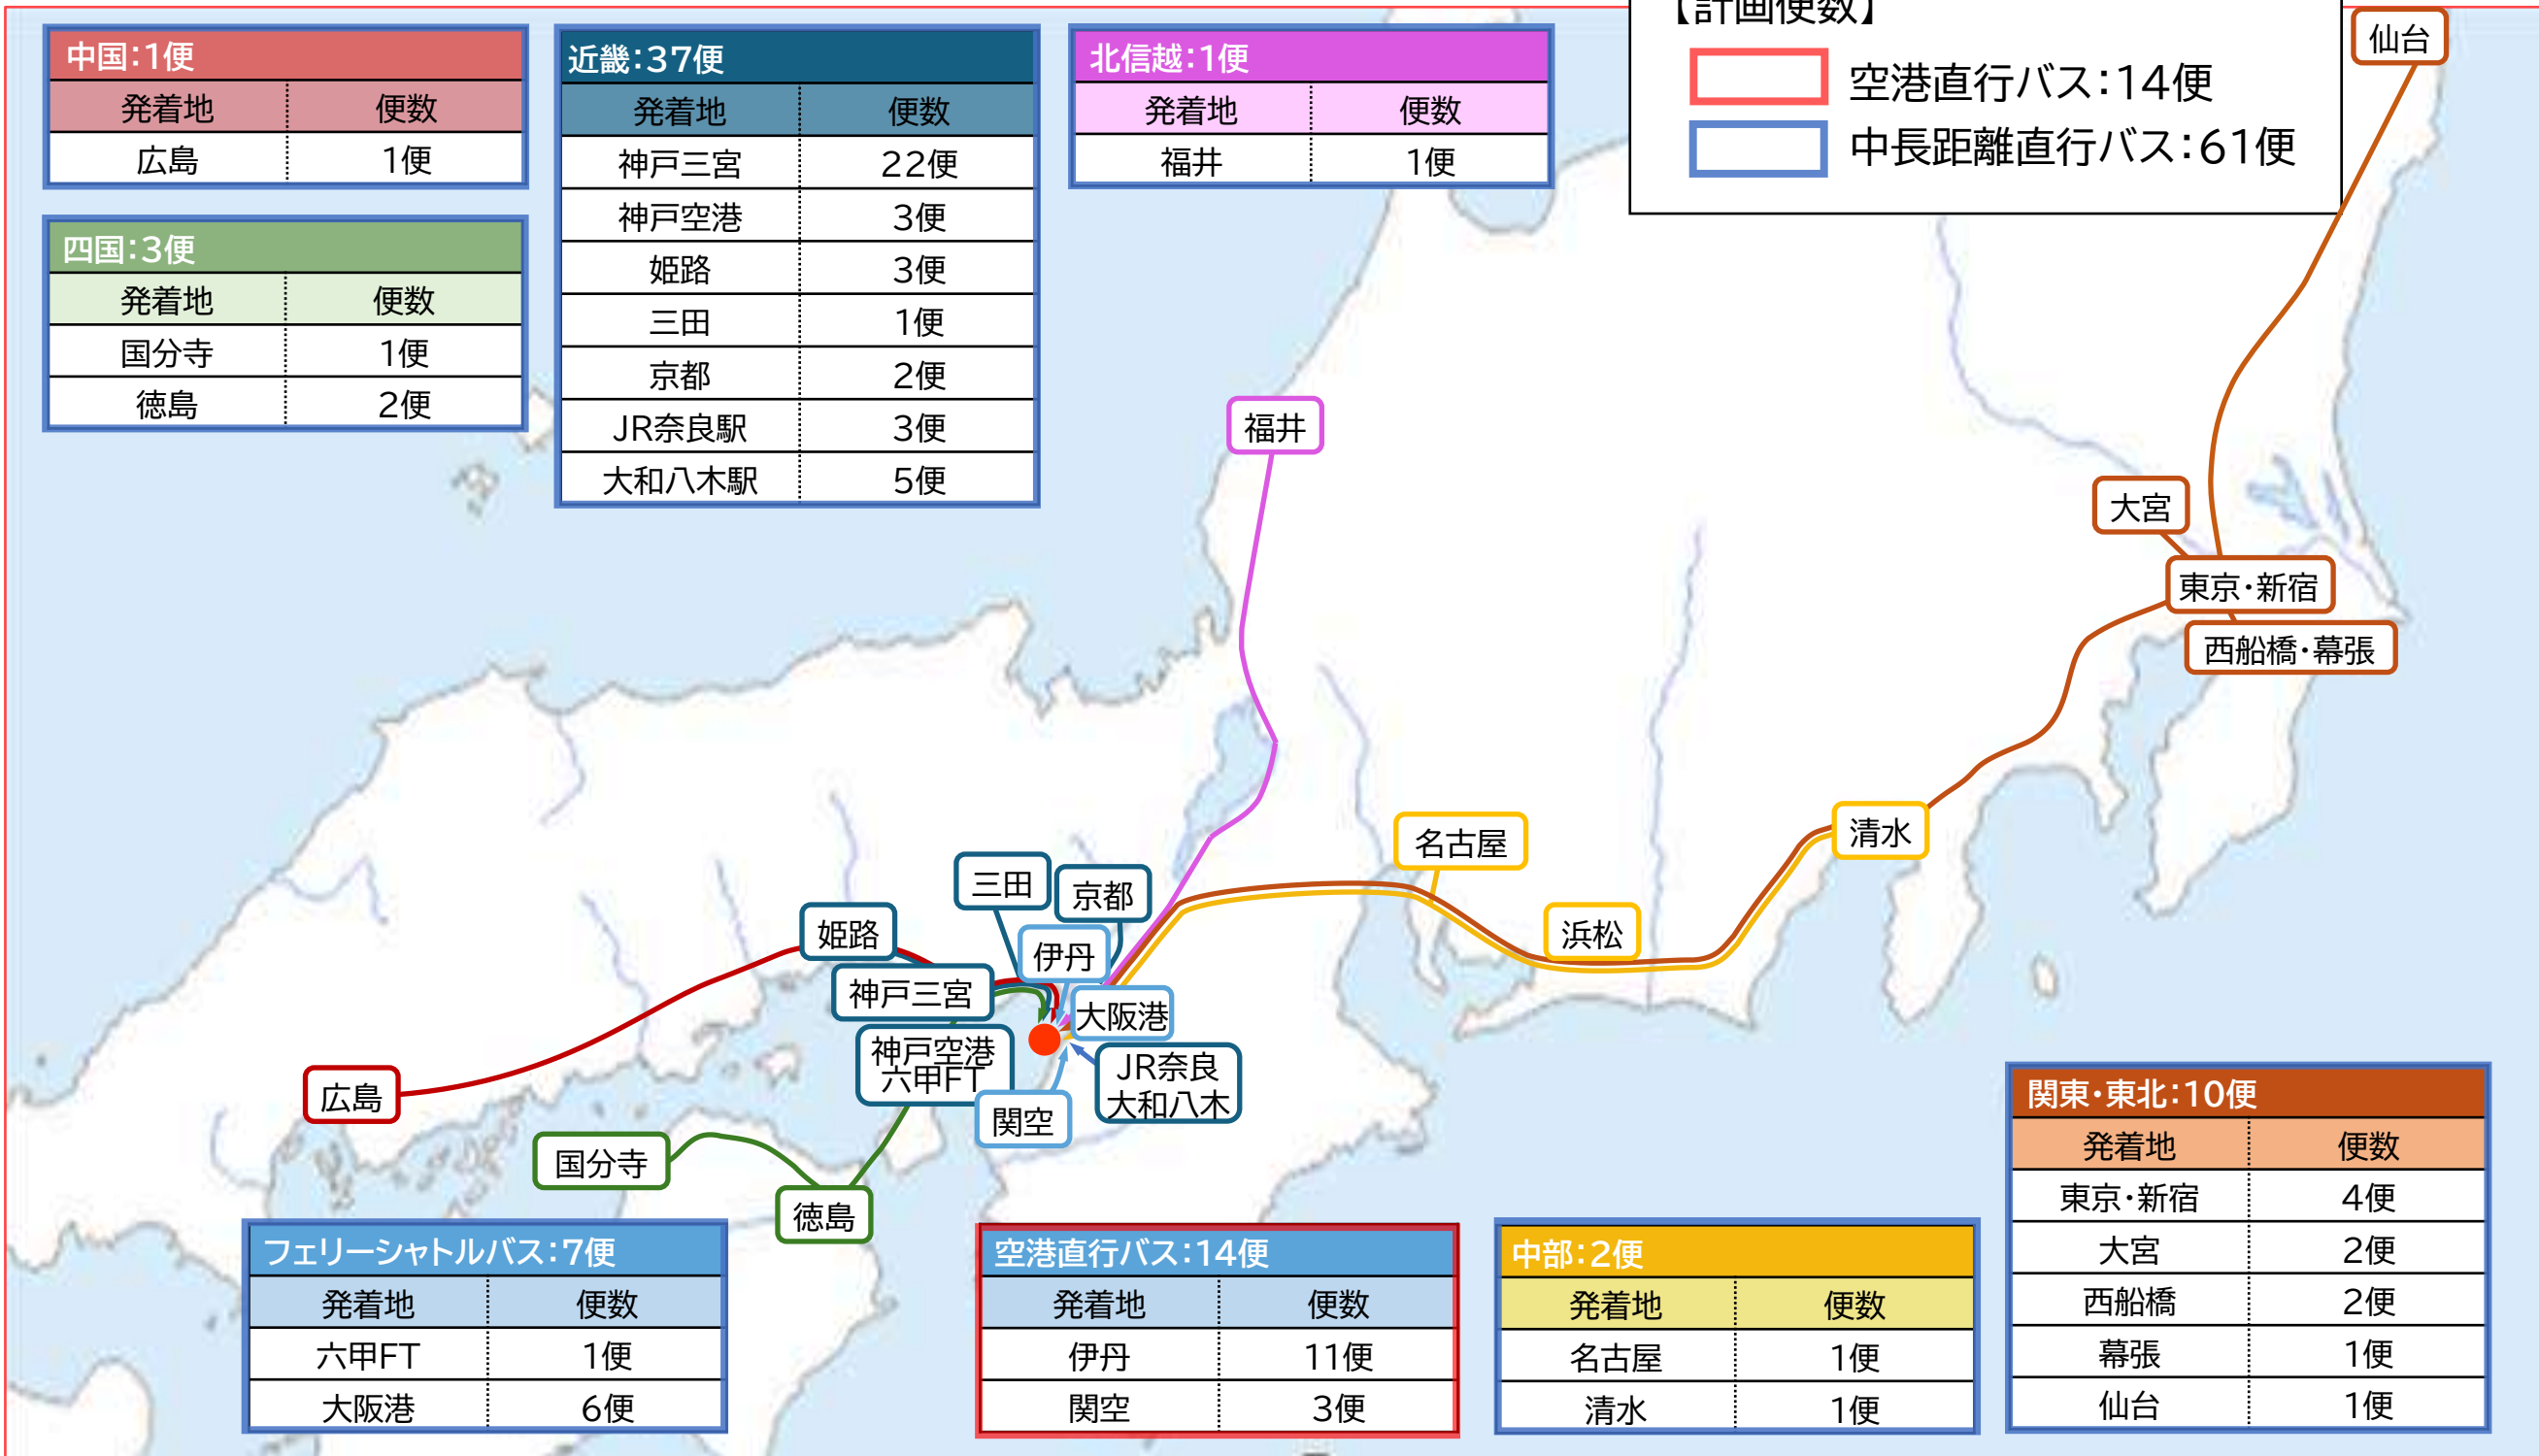 【計画便数】
空港直行バス:14便
中長距離直行バス:61便
中国:1便
発着地 便数
広島 1便
四国:3便
発着地 便数
国分寺 1便
徳島 2便
近畿:37便
発着地 便数
神戸三宮 22便
神戸空港 3便
姫路 3便
三田 1便
京都 2便
JR奈良駅 3便
大和八木駅 5便
北信越:1便
発着地 便数
福井 1便
仙台
福井
大宮
東京・新宿
西船橋・幕張
清水
名古屋
浜松
三田
京都
姫路
伊丹
神戸三宮
大阪港
神戸空港
六甲FT
JR奈良
大和八木
関空
広島
国分寺
徳島
フェリーシャトルバス:7便
発着地 便数
六甲FT 1便
大阪港 6便
空港直行バス:14便
発着地 便数
伊丹 11便
関空 3便
中部:2便
発着地 便数
名古屋 1便
清水 1便
関東・東北:10便
発着地 便数
東京・新宿 4便
大宮 2便
西船橋 2便
幕張 1便
仙台 1便